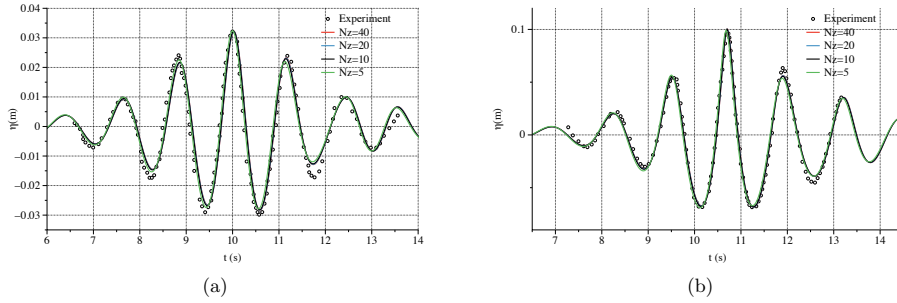 0.04
0.03
0.02
0.01
0
−0.01
−0.02
−0.03
η(m)
6
7
8
9
10
11
12
13
14
t (s)
Experiment
Nz=40
Nz=20
Nz=10
Nz=5
(a)
0.1
0
η(m)
7
8
9
10
11
12
13
14
t (s)
Experiment
Nz=40
Nz=20
Nz=10
Nz=5
(b)